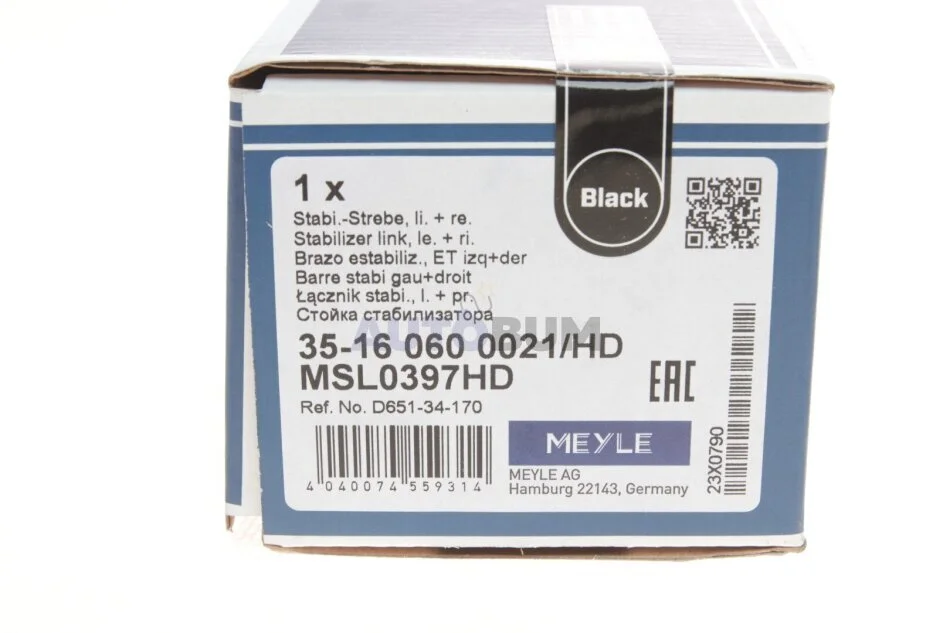 Black
1 x
Stabi.-Strebe, li. + re.
Stabilizer link, le. + ri.
Brazo estabiliz., ET izq+der
Barre stabi gau+droit
Łącznik stabi., l. + pr.
Стойка стабилизатора
AUTOBUM
35-16 060 0021/HD
MSL0397HD
EAC
Ref. No. D651-34-170
4 040074 559314
MEYLE
MEYLE AG
Hamburg 22143, Germany
23X0790